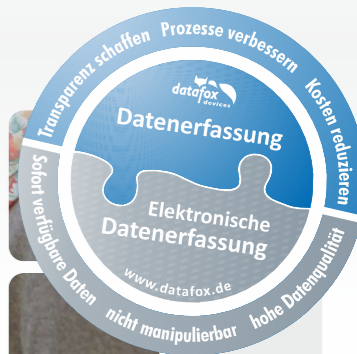 Transparenz schaffen Prozesse verbessern Kosten reduzieren
datafox
devices
Datenerfassung
Elektronische
Datenerfassung
www.datafox.de
Sofort verfügbare Daten nicht manipulierbar hohe Datenqualität